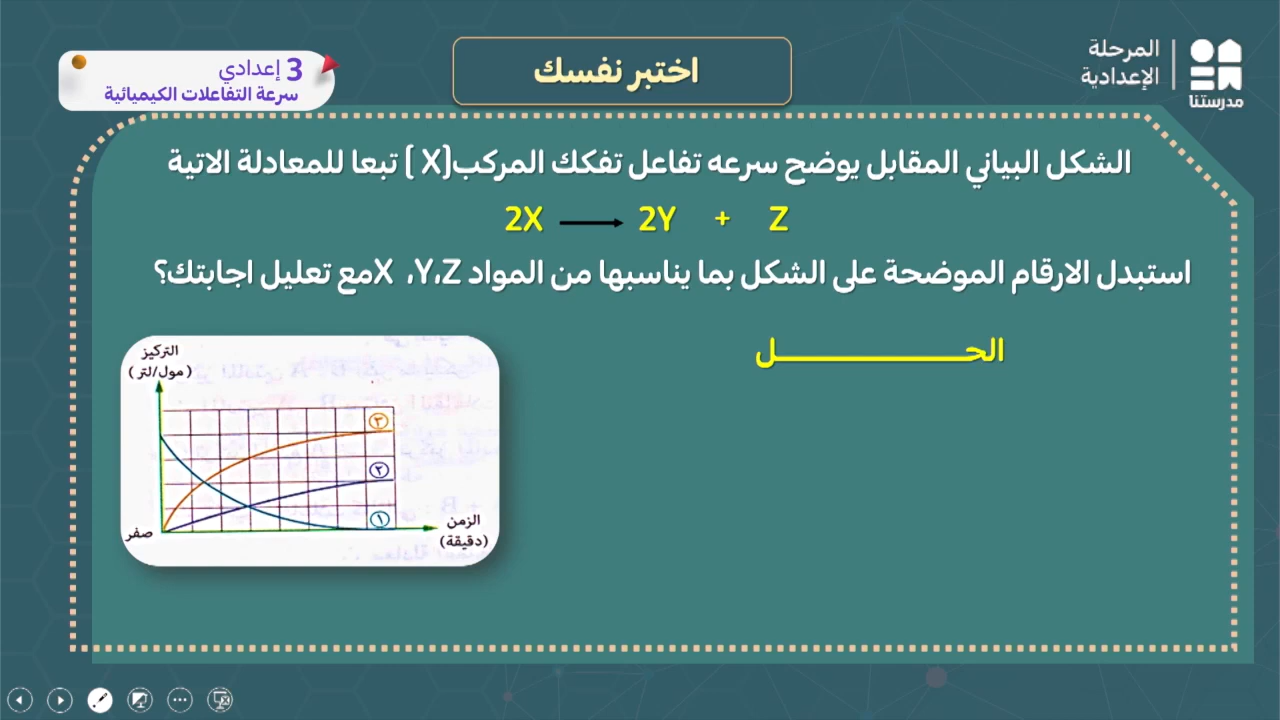 المرحلة
الإعدادية
مدرستنا
اختبر نفسك
3 إعدادي
سرعة التفاعلات الكيميائية
الشكل البياني المقابل يوضح سرعه تفاعل تفكك المركب(X ) تبعا للمعادلة الاتية
2X ⟶ 2Y + Z
استبدل الارقام الموضحة على الشكل بما يناسبها من المواد X ،Y،Zمع تعليل اجابتك؟
الحـــــــــــــــــل
التركيز
(مول/لتر)
٣
٢
١
صفر
الزمن
(دقيقة)